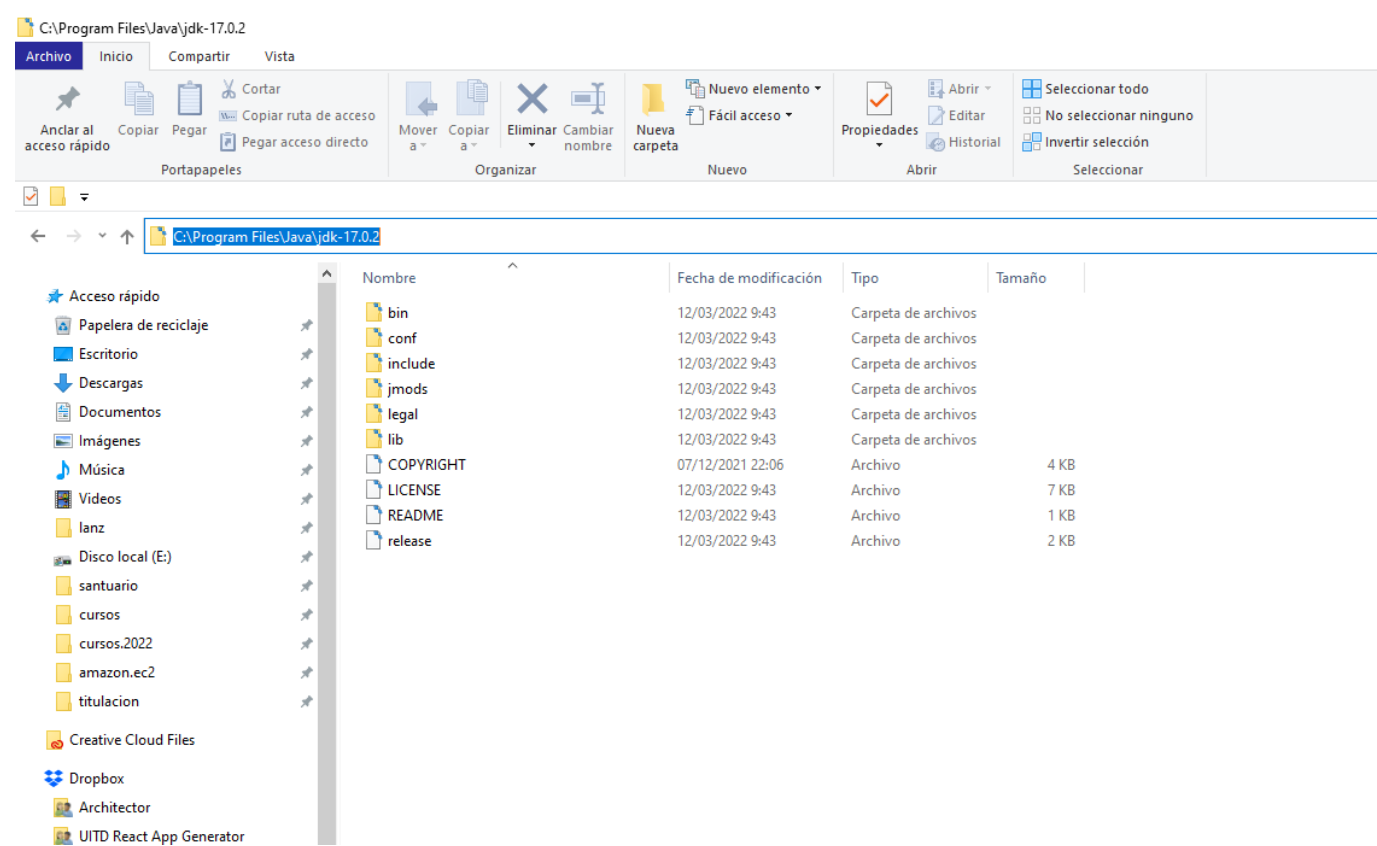 C:\Program Files\Java\jdk-17.0.2
Archivo Inicio Compartir Vista
Anclar al acceso rápido
Copiar
Pegar
Cortar
Copiar ruta de acceso
Pegar acceso directo
Portapapeles
Mover a
Copiar a
Eliminar
Cambiar nombre
Organizar
Nueva carpeta
Nuevo elemento
Fácil acceso
Nuevo
Propiedades
Abrir
Editar
Historial
Abrir
Seleccionar todo
No seleccionar ninguno
Invertir selección
Seleccionar
C:\Program Files\Java\jdk-17.0.2
Acceso rápido
Papelera de reciclaje
Escritorio
Descargas
Documentos
Imágenes
Música
Videos
lanz
Disco local (E:)
santuario
cursos
cursos.2022
amazon.ec2
titulacion
Creative Cloud Files
Dropbox
Architector
UITD React App Generator
Nombre Fecha de modificación Tipo Tamaño
bin 12/03/2022 9:43 Carpeta de archivos
conf 12/03/2022 9:43 Carpeta de archivos
include 12/03/2022 9:43 Carpeta de archivos
jmods 12/03/2022 9:43 Carpeta de archivos
legal 12/03/2022 9:43 Carpeta de archivos
lib 12/03/2022 9:43 Carpeta de archivos
COPYRIGHT 07/12/2021 22:06 Archivo 4 KB
LICENSE 12/03/2022 9:43 Archivo 7 KB
README 12/03/2022 9:43 Archivo 1 KB
release 12/03/2022 9:43 Archivo 2 KB